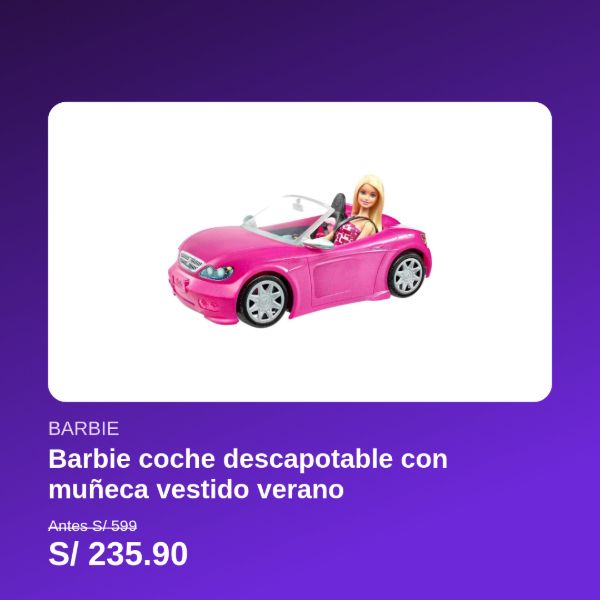 BARBIE
Barbie coche descapotable con
muñeca vestido verano
Antes S/ 599
S/ 235.90